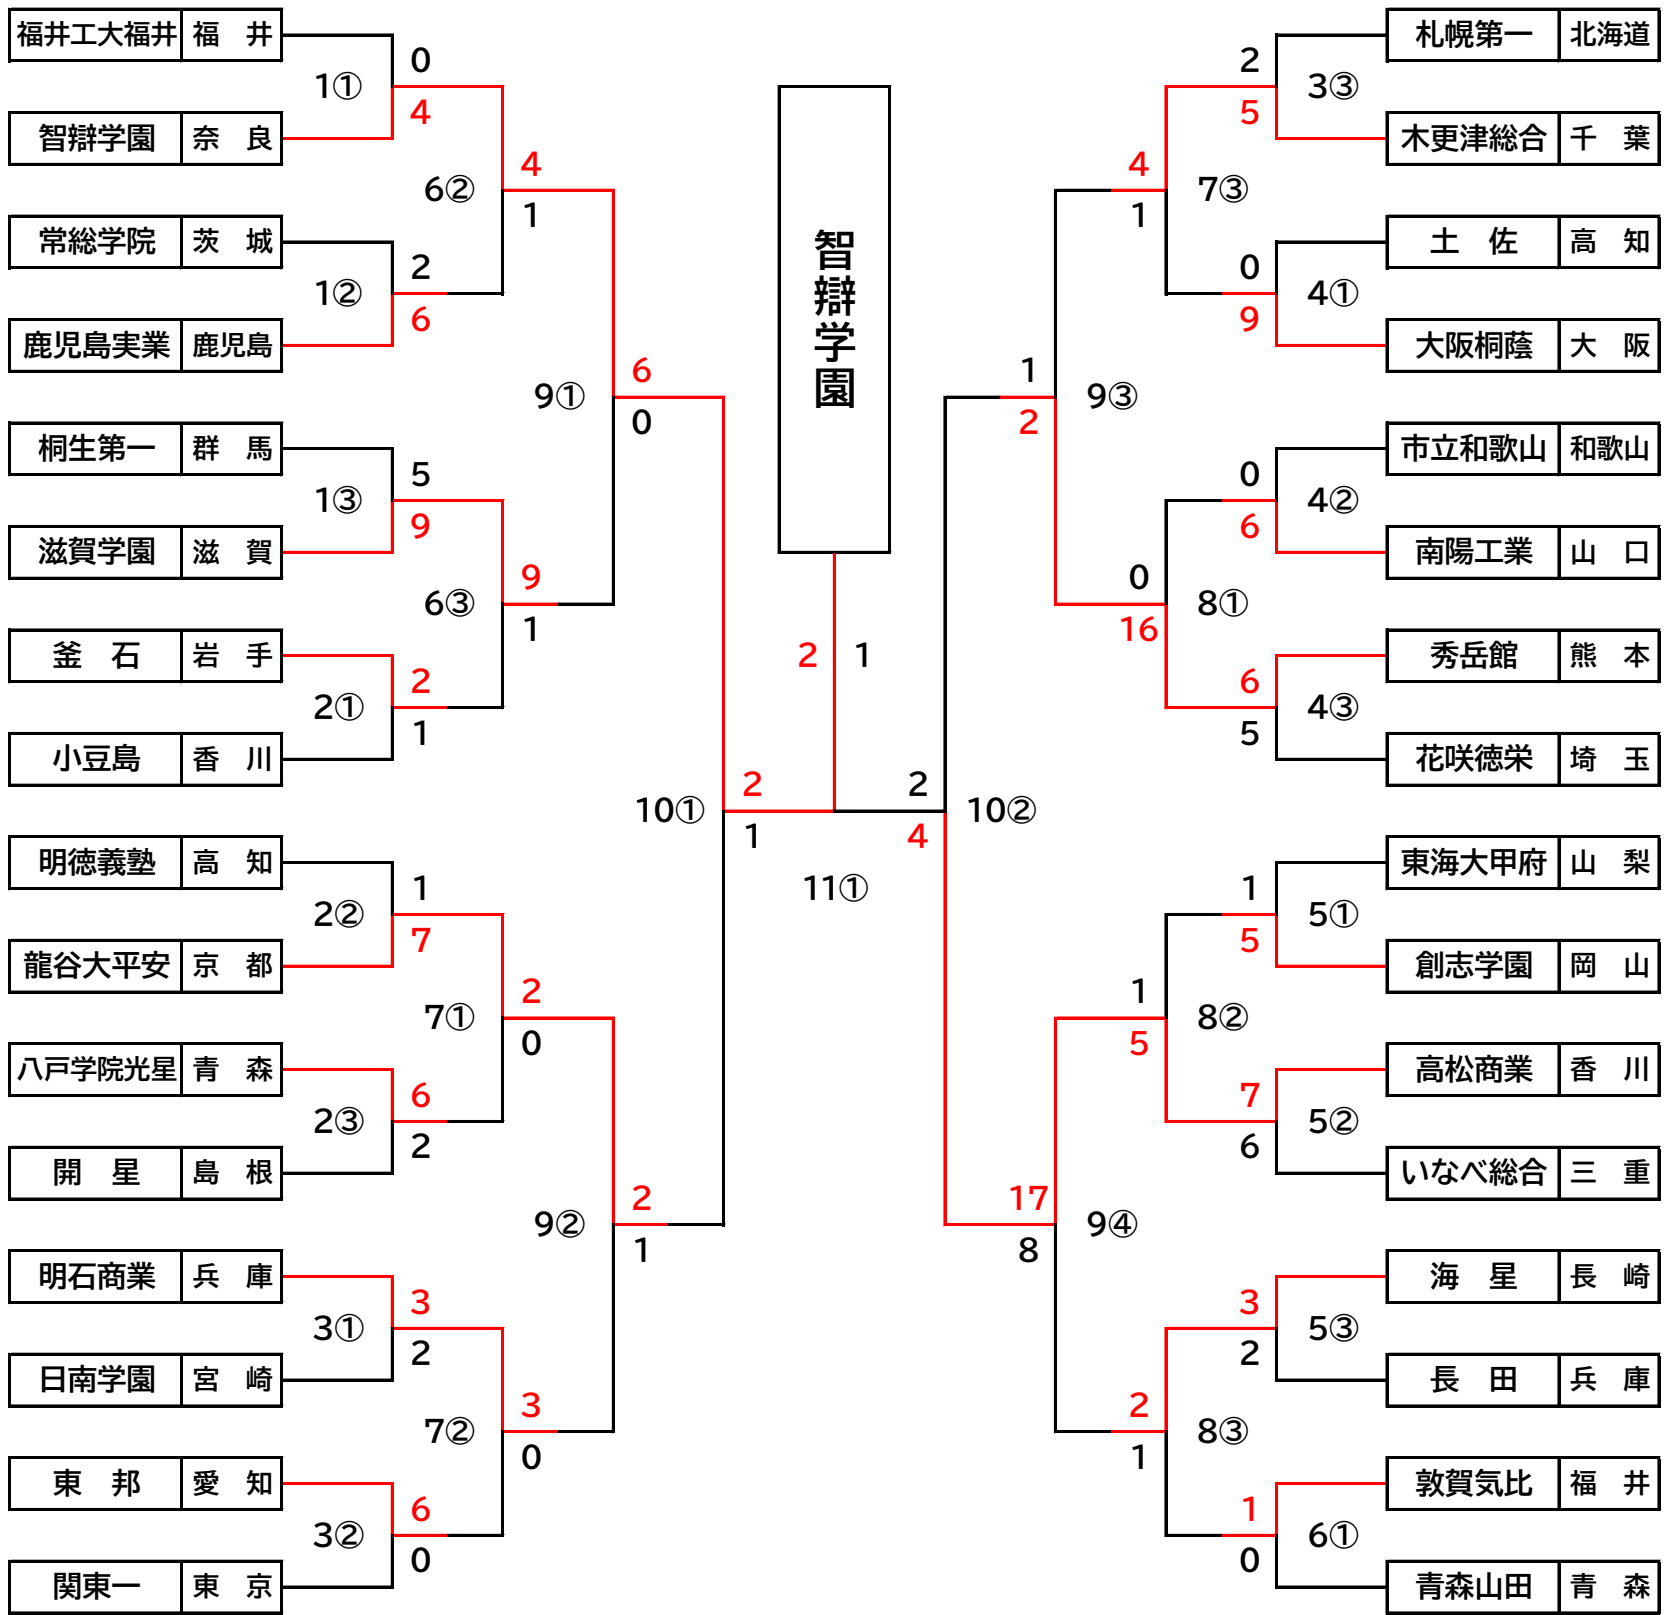 福井工大福井 福　井
智辯学園 奈　良
常総学院 茨　城
鹿児島実業 鹿児島
桐生第一 群　馬
滋賀学園 滋　賀
釜　石 岩　手
小豆島 香　川
明徳義塾 高　知
龍谷大平安 京　都
八戸学院光星 青　森
開　星 島　根
明石商業 兵　庫
日南学園 宮　崎
東　邦 愛　知
関東一 東　京
1①
0
4
1②
2
6
1③
5
9
2①
2
1
2②
1
7
2③
6
2
3①
3
2
3②
6
0
6②
4
1
6③
9
1
7①
2
0
7②
3
0
9①
6
0
9②
2
1
10①
2
1
智辯学園
2 1
11①
10②
2
4
9③
1
2
9④
17
8
7③
4
1
8①
0
16
8②
1
5
8③
2
1
3③
2
5
4①
0
9
4②
0
6
4③
6
5
5①
1
5
5②
7
6
5③
3
2
6①
1
0
札幌第一 北海道
木更津総合 千　葉
土　佐 高　知
大阪桐蔭 大　阪
市立和歌山 和歌山
南陽工業 山　口
秀岳館 熊　本
花咲徳栄 埼　玉
東海大甲府 山　梨
創志学園 岡　山
高松商業 香　川
いなべ総合 三　重
海　星 長　崎
長　田 兵　庫
敦賀気比 福　井
青森山田 青　森